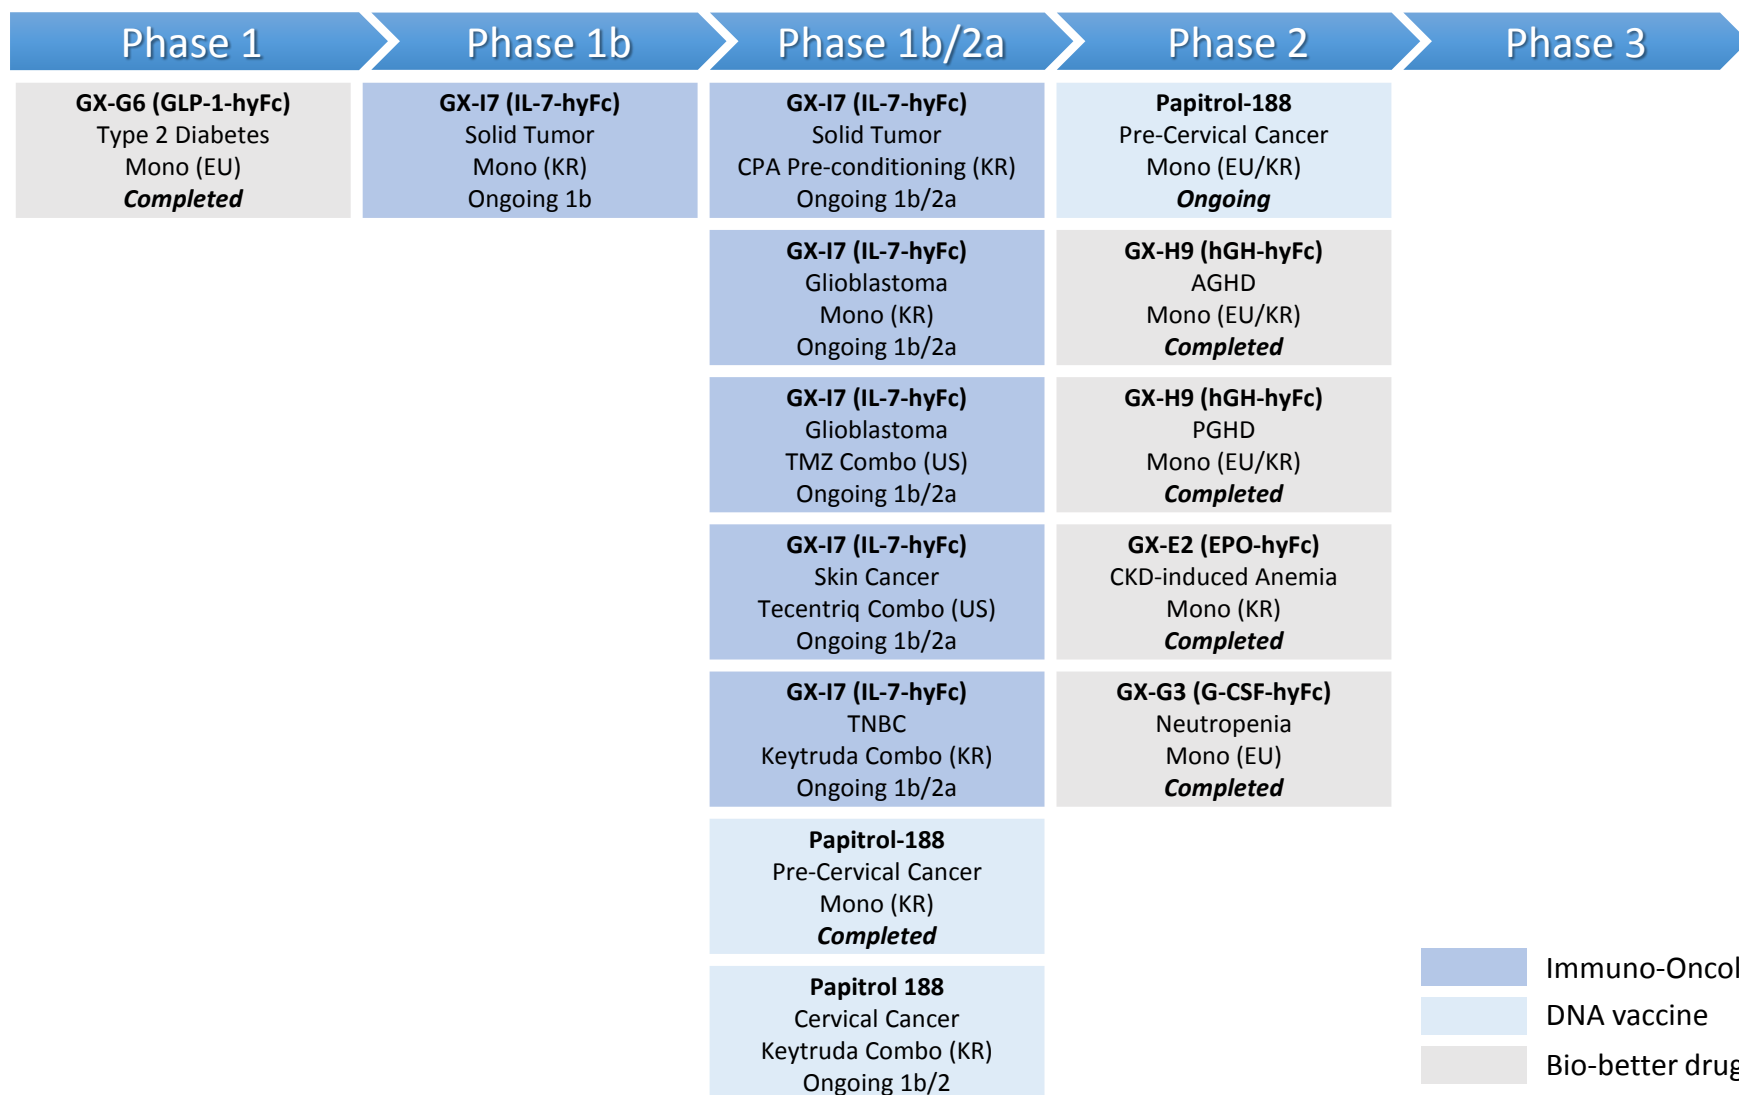 Phase 1
Phase 1b
Phase 1b/2a
Phase 2
Phase 3
GX-G6 (GLP-1-hyFc)
Type 2 Diabetes
Mono (EU)
Completed
GX-I7 (IL-7-hyFc)
Solid Tumor
Mono (KR)
Ongoing 1b
GX-I7 (IL-7-hyFc)
Solid Tumor
CPA Pre-conditioning (KR)
Ongoing 1b/2a
GX-I7 (IL-7-hyFc)
Glioblastoma
Mono (KR)
Ongoing 1b/2a
GX-I7 (IL-7-hyFc)
Glioblastoma
TMZ Combo (US)
Ongoing 1b/2a
GX-I7 (IL-7-hyFc)
Skin Cancer
Tecentriq Combo (US)
Ongoing 1b/2a
GX-I7 (IL-7-hyFc)
TNBC
Keytruda Combo (KR)
Ongoing 1b/2a
Papitrol-188
Pre-Cervical Cancer
Mono (KR)
Completed
Papitrol 188
Cervical Cancer
Keytruda Combo (KR)
Ongoing 1b/2
Papitrol-188
Pre-Cervical Cancer
Mono (EU/KR)
Ongoing
GX-H9 (hGH-hyFc)
AGHD
Mono (EU/KR)
Completed
GX-H9 (hGH-hyFc)
PGHD
Mono (EU/KR)
Completed
GX-E2 (EPO-hyFc)
CKD-induced Anemia
Mono (KR)
Completed
GX-G3 (G-CSF-hyFc)
Neutropenia
Mono (EU)
Completed
Immuno-Oncol
DNA vaccine
Bio-better drug